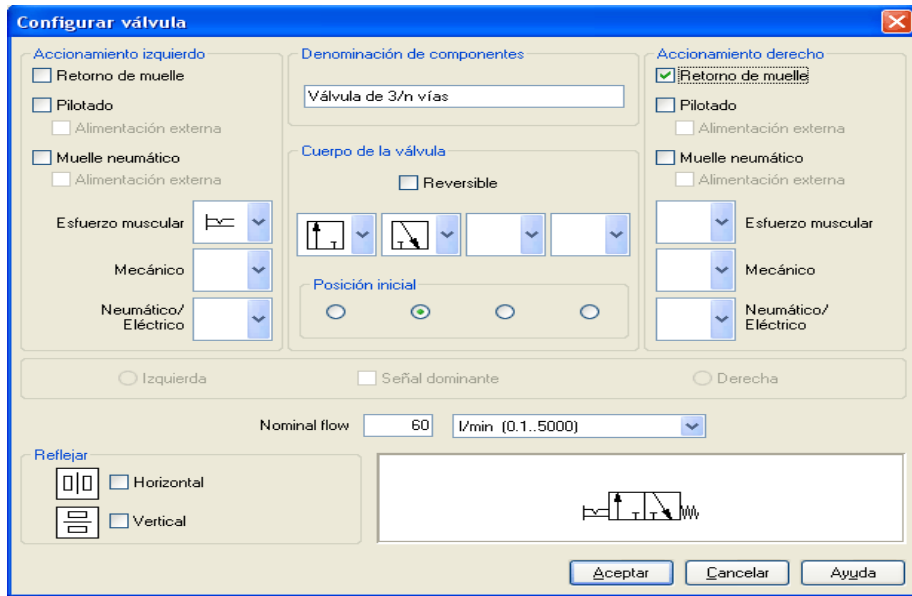 Configurar válvula
Accionamiento izquierdo
Retorno de muelle
Pilotado
Alimentación externa
Muelle neumático
Alimentación externa
Esfuerzo muscular
Mecánico
Neumático/
Eléctrico
Denominación de componentes
Válvula de 3/n vías
Cuerpo de la válvula
Reversible
Posición inicial
Accionamiento derecho
Retorno de muelle
Pilotado
Alimentación externa
Muelle neumático
Alimentación externa
Esfuerzo muscular
Mecánico
Neumático/
Eléctrico
Izquierda
Señal dominante
Derecha
Nominal flow 60 l/min (0.1..5000)
Reflejar
Horizontal
Vertical
Aceptar
Cancelar
Ayuda